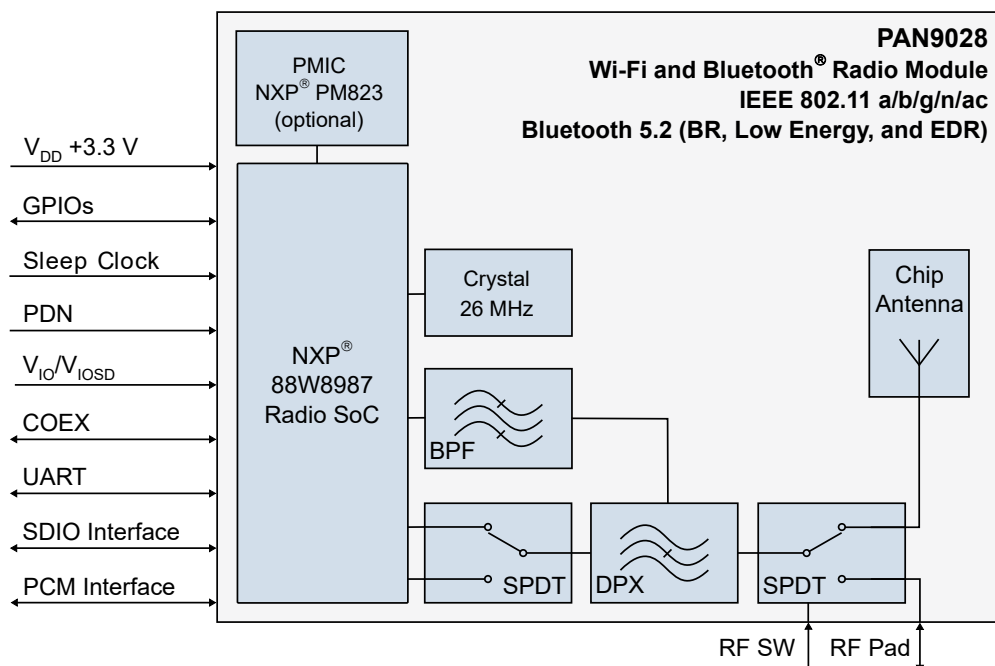 PAN9028
Wi-Fi and Bluetooth® Radio Module
IEEE 802.11 a/b/g/n/ac
Bluetooth 5.2 (BR, Low Energy, and EDR)
PMIC
NXP® PM823
(optional)
VDD +3.3 V
GPIOs
Sleep Clock
PDN
VIO/VIOSD
COEX
UART
SDIO Interface
PCM Interface
NXP®
88W8987
Radio SoC
Crystal
26 MHz
BPF
SPDT
DPX
SPDT
Chip
Antenna
RF SW
RF Pad